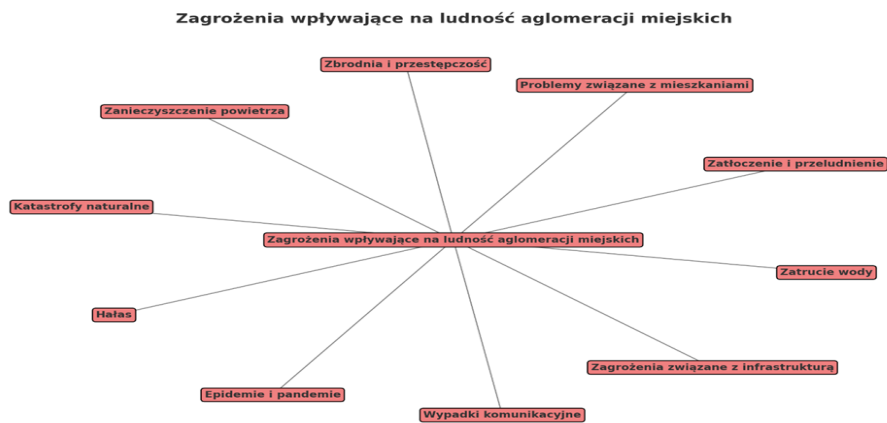 Zagrożenia wpływające na ludność aglomeracji miejskich
Zbrodnia i przestępczość
Problemy związane z mieszkaniami
Zanieczyszczenie powietrza
Zatłoczenie i przeludnienie
Katastrofy naturalne
Zagrożenia wpływające na ludność aglomeracji miejskich
Zatrucie wody
Hałas
Zagrożenia związane z infrastrukturą
Epidemie i pandemie
Wypadki komunikacyjne